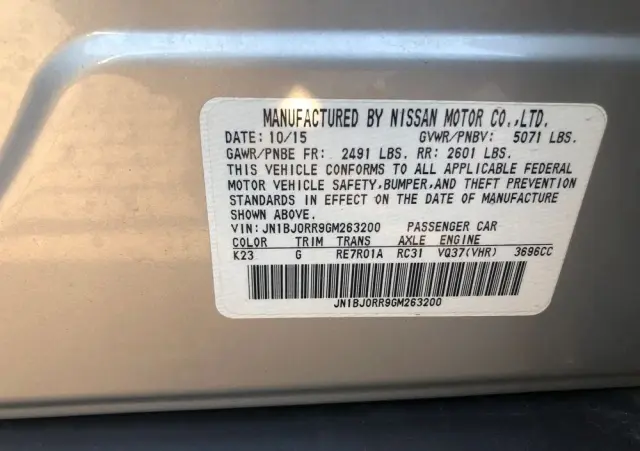 MANUFACTURED BY NISSAN MOTOR CO.,LTD.
DATE: 10/15 GVWR/PNBV: 5071 LBS.
GAWR/PNBE FR: 2491 LBS. RR: 2601 LBS.
THIS VEHICLE CONFORMS TO ALL APPLICABLE FEDERAL
MOTOR VEHICLE SAFETY,BUMPER,AND THEFT PREVENTION
STANDARDS IN EFFECT ON THE DATE OF MANUFACTURE
SHOWN ABOVE.
VIN: JN1BJ0RR9GM263200 PASSENGER CAR
COLOR TRIM TRANS AXLE ENGINE
K23 G RE7R01A RC31 VQ37(VHR) 3696CC
JN1BJ0RR9GM263200